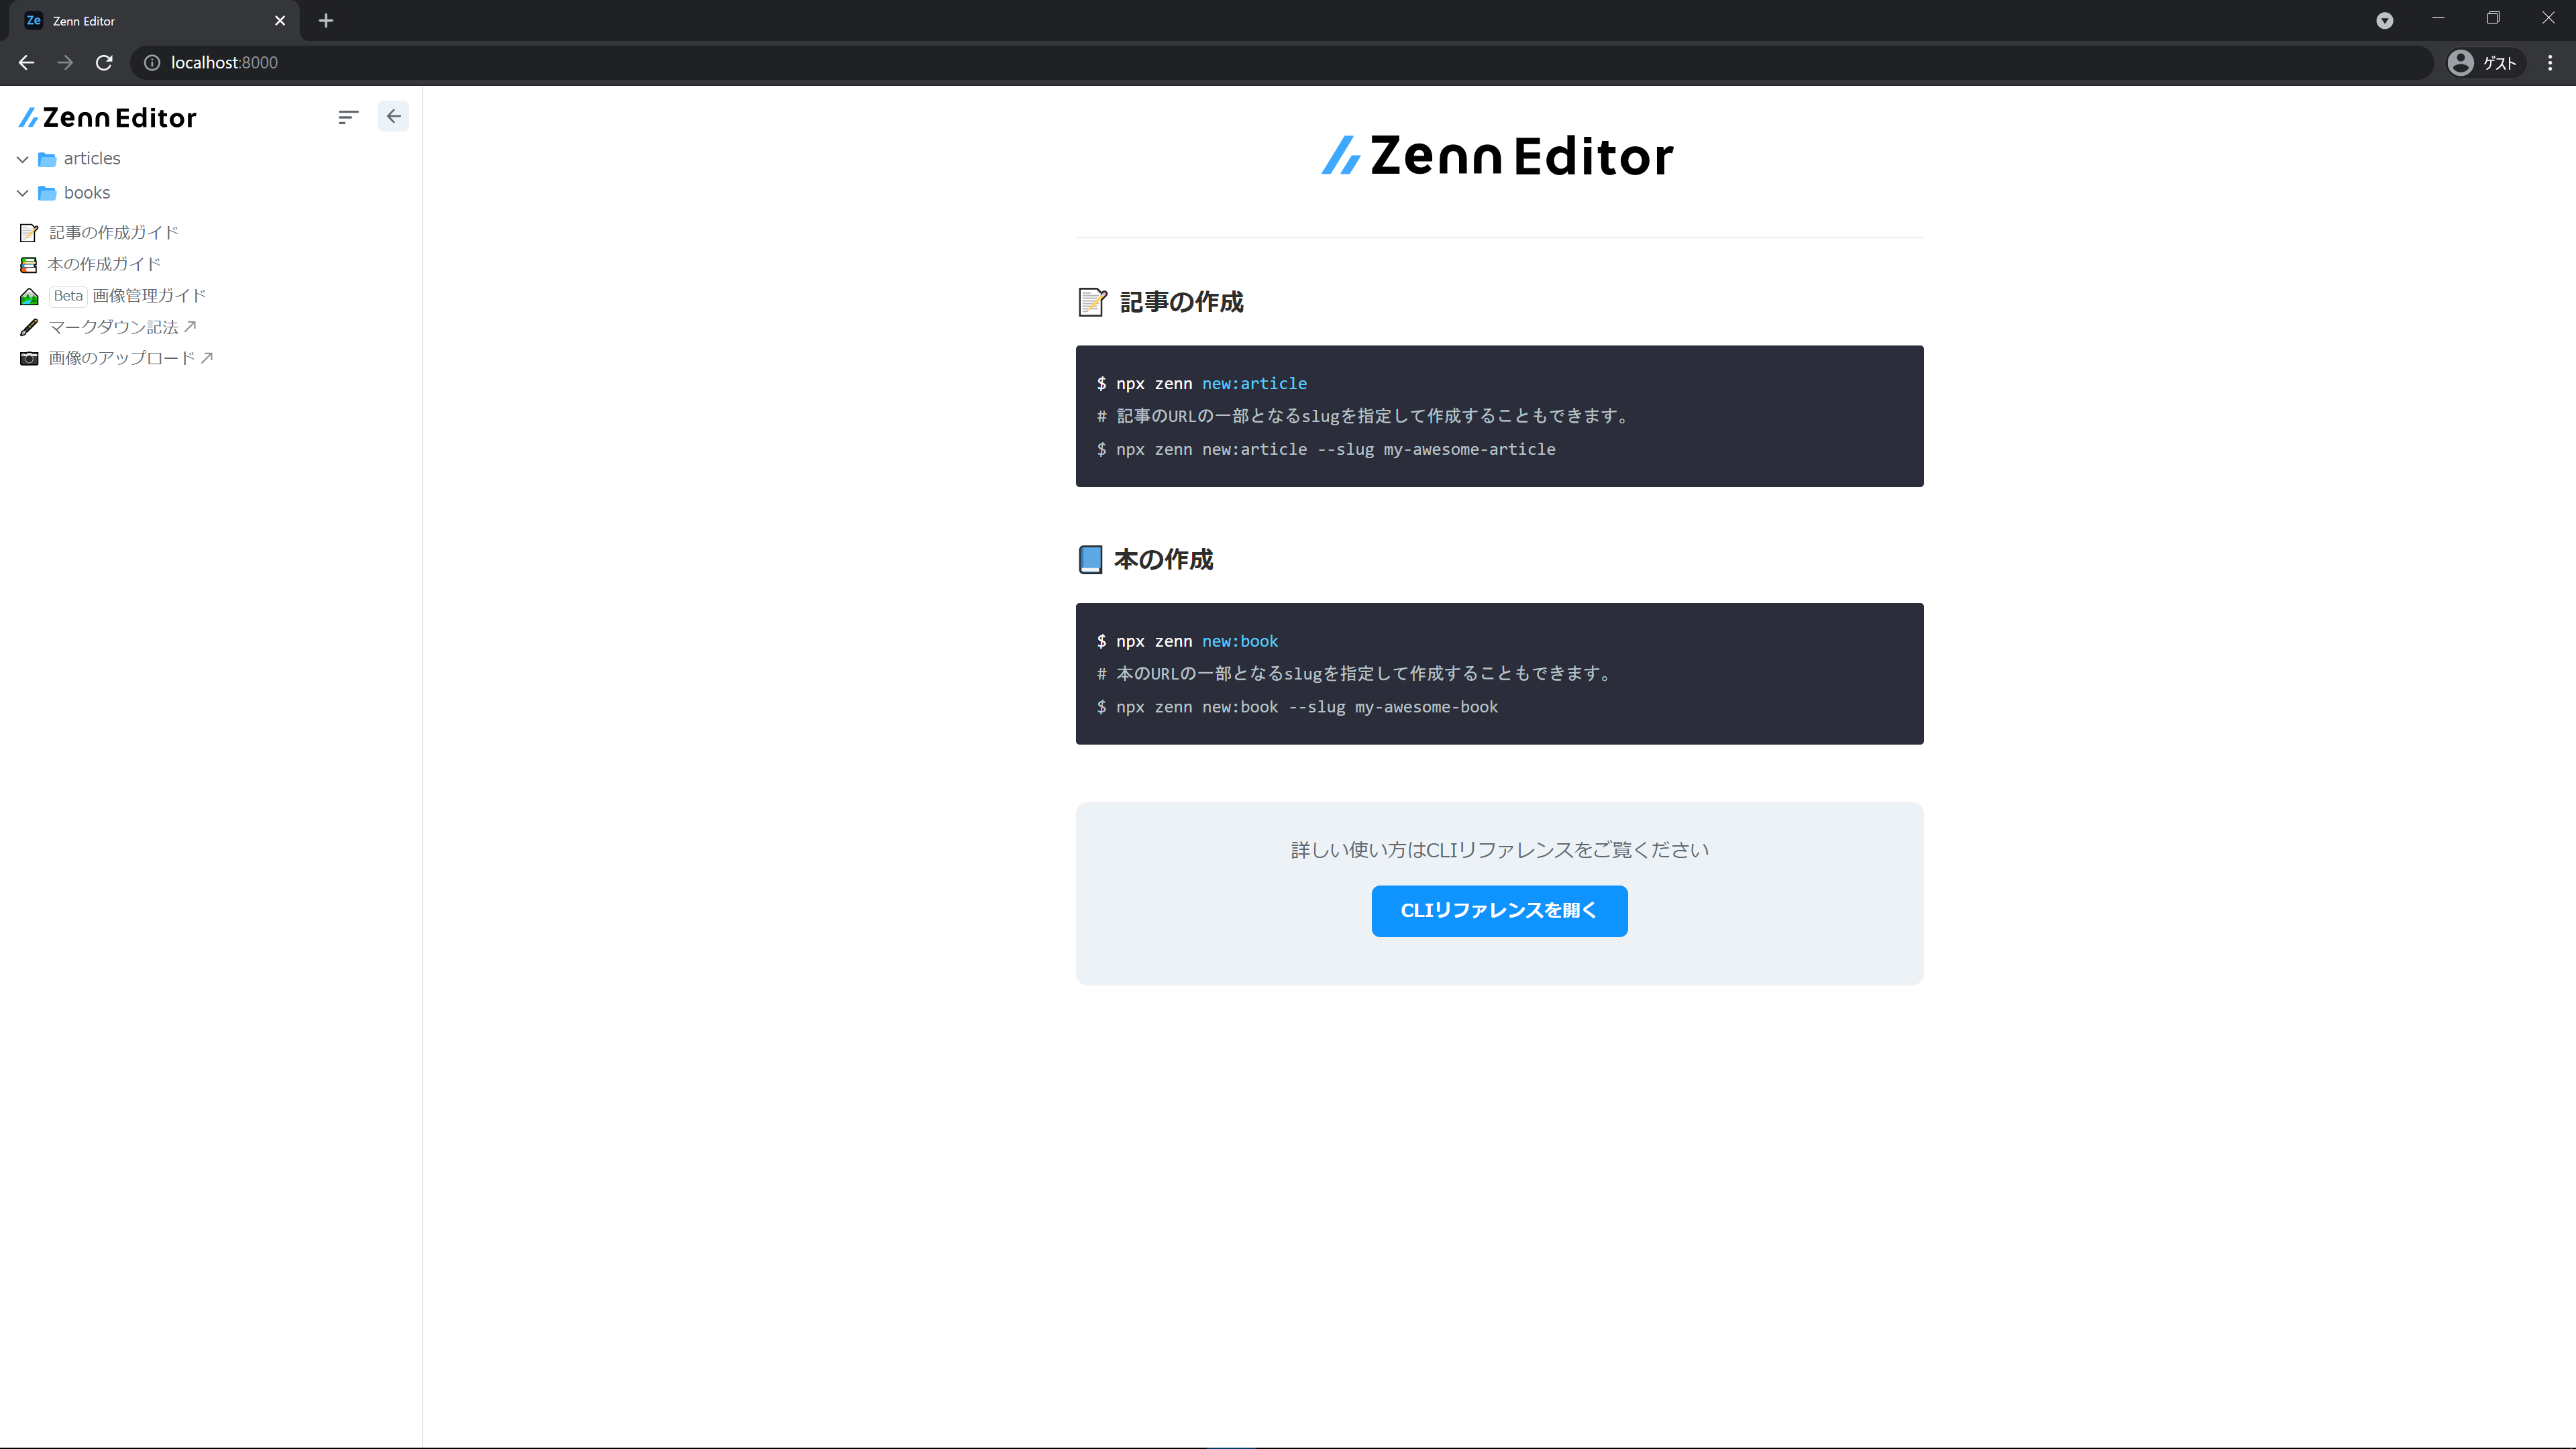 Ze Zenn Editor
localhost:8000
ゲスト
Zenn Editor
articles
books
記事の作成ガイド
本の作成ガイド
Beta 画像管理ガイド
マークダウン記法
画像のアップロード
Zenn Editor
記事の作成
$ npx zenn new:article
# 記事のURLの一部となるslugを指定して作成することもできます。
$ npx zenn new:article --slug my-awesome-article
本の作成
$ npx zenn new:book
# 本のURLの一部となるslugを指定して作成することもできます。
$ npx zenn new:book --slug my-awesome-book
詳しい使い方はCLIリファレンスをご覧ください
CLIリファレンスを開く